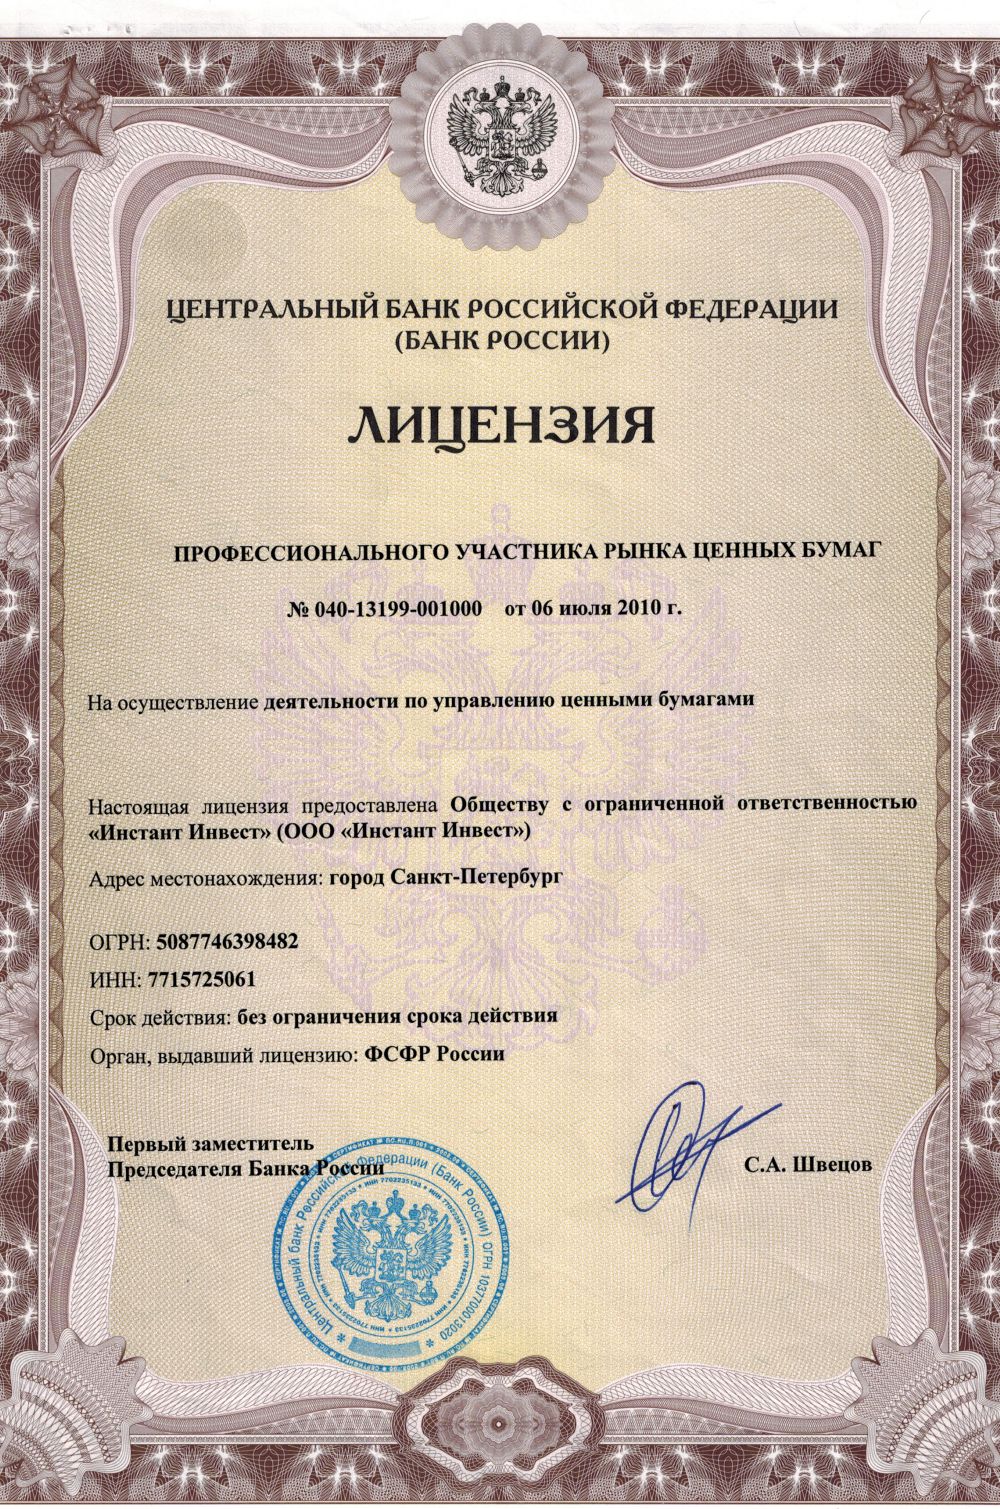 ЦЕНТРАЛЬНЫЙ БАНК РОССИЙСКОЙ ФЕДЕРАЦИИ
(БАНК РОССИИ)
ЛИЦЕНЗИЯ
ПРОФЕССИОНАЛЬНОГО УЧАСТНИКА РЫНКА ЦЕННЫХ БУМАГ
№ 040-13199-001000 от 06 июля 2010 г.
На осуществление деятельности по управлению ценными бумагами
Настоящая лицензия предоставлена Обществу с ограниченной ответственностью
«Инстант Инвест» (ООО «Инстант Инвест»)
Адрес местонахождения: город Санкт-Петербург
ОГРН: 5087746398482
ИНН: 7715725061
Срок действия: без ограничения срока действия
Орган, выдавший лицензию: ФСФР России
Первый заместитель
Председателя Банка России
С.А. Швецов
Центральный банк Российской Федерации (Банк России) ОГРН 1037700013020
ИНН 7702235133